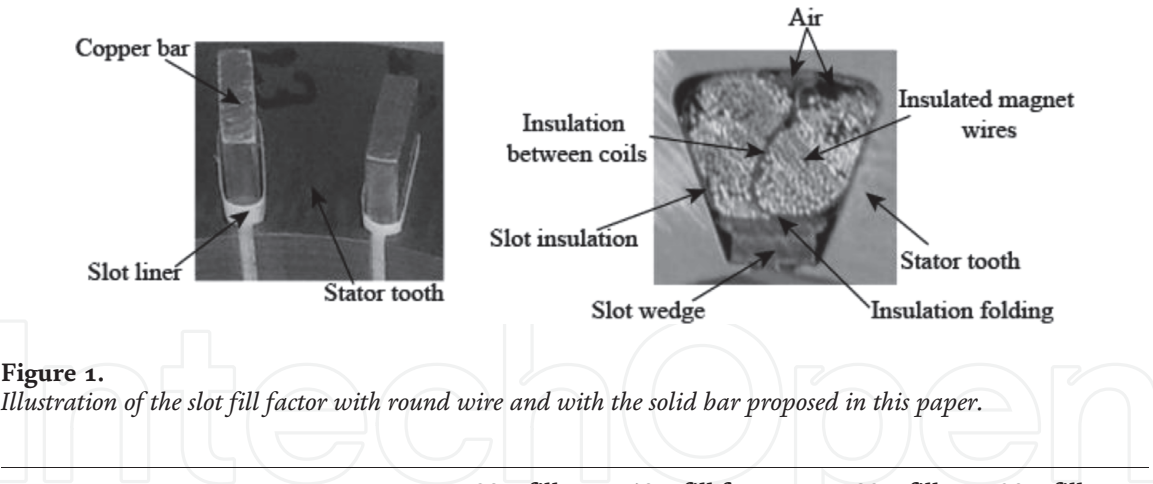 Air
Copper bar
Insulated magnet
wires
Insulation
between coils
Slot insulation
Stator tooth
Slot liner
Stator tooth
Slot wedge
Insulation folding
Figure 1.
Illustration of the slot fill factor with round wire and with the solid bar proposed in this paper.
IntechOpen